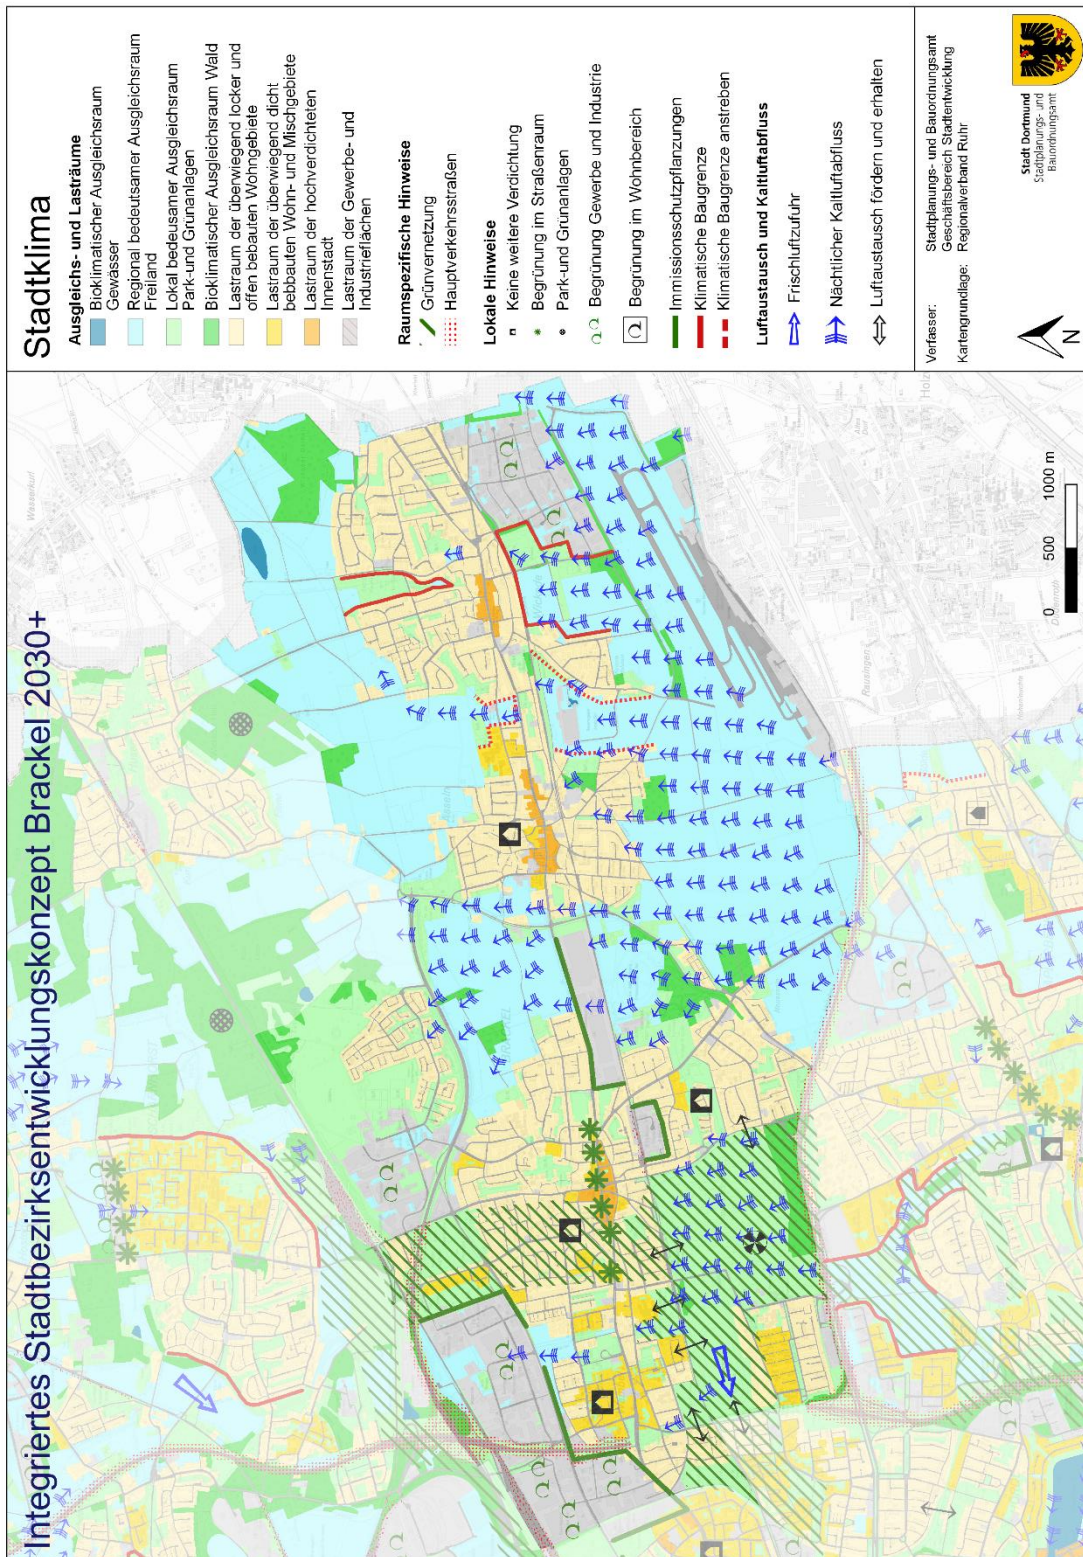 Integriertes Stadtbezirksentwicklungskonzept Brackel 2030+
Stadtklima
Ausgleichs- und Lasträume
Bioklimatischer Ausgleichsraum
Gewässer
Regional bedeutsamer Ausgleichsraum
Freiland
Lokal bedeusamer Ausgleichsraum
Park-und Grünanlagen
Bioklimatischer Ausgleichsraum Wald
Lastraum der überwiegend locker und
offen bebauten Wohngebiete
Lastraum der überwiegend dicht
bebbauten Wohn- und Mischgebiete
Lastraum der hochverdichteten
Innenstadt
Lastraum der Gewerbe- und
Industrieflächen
Raumspezifische Hinweise
Grünvernetzung
Hauptverkehrsstraßen
Lokale Hinweise
Keine weitere Verdichtung
Begrünung im Straßenraum
Park-und Grünanlagen
Begrünung Gewerbe und Industrie
Begrünung im Wohnbereich
Immissionsschutzpflanzungen
Klimatische Baugrenze
Klimatische Baugrenze anstreben
Luftaustausch und Kaltluftabfluss
Frischluftzufuhr
Nächtlicher Kaltluftabfluss
Luftaustausch fördern und erhalten
Verfasser: Stadtplanungs- und Bauordnungsamt
Geschäftsbereich Stadtentwicklung
Kartengrundlage: Regionalverband Ruhr
N
Stadt Dortmund
Stadtplanungs- und
Bauordnungsamt
0 500 1000 m